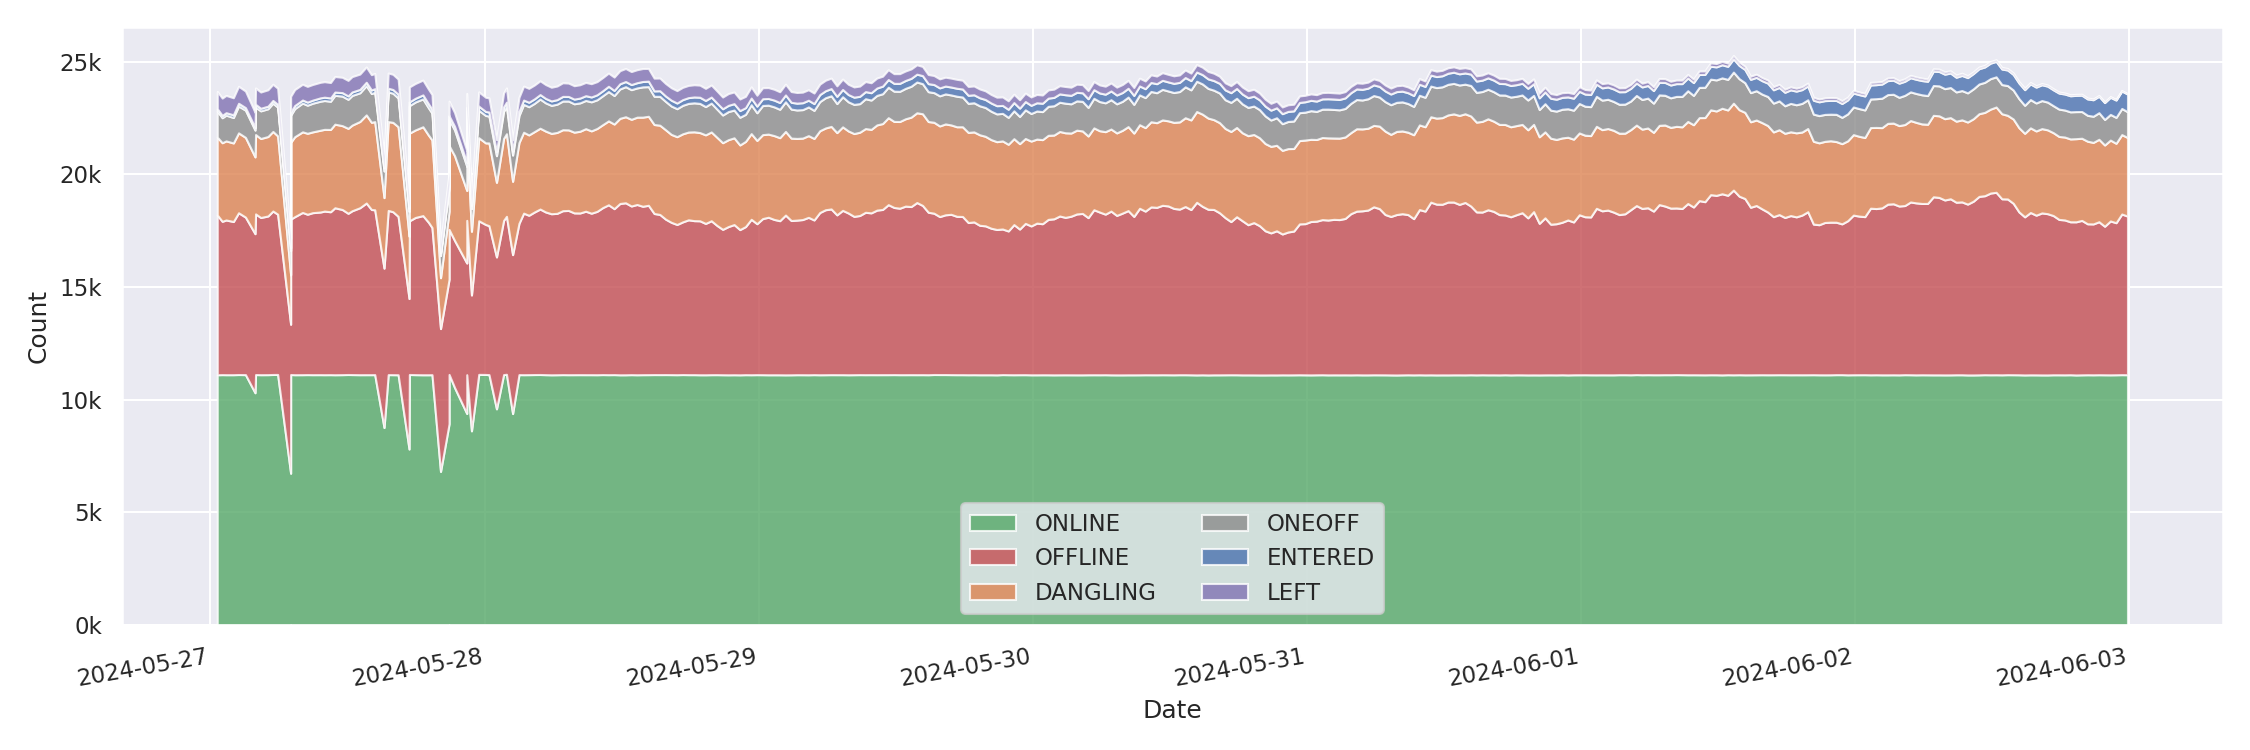 25k
20k
15k
10k
5k
0k
Count
ONLINE
OFFLINE
DANGLING
ONEOFF
ENTERED
LEFT
2024-05-27
2024-05-28
2024-05-29
2024-05-30
2024-05-31
2024-06-01
2024-06-02
2024-06-03
Date